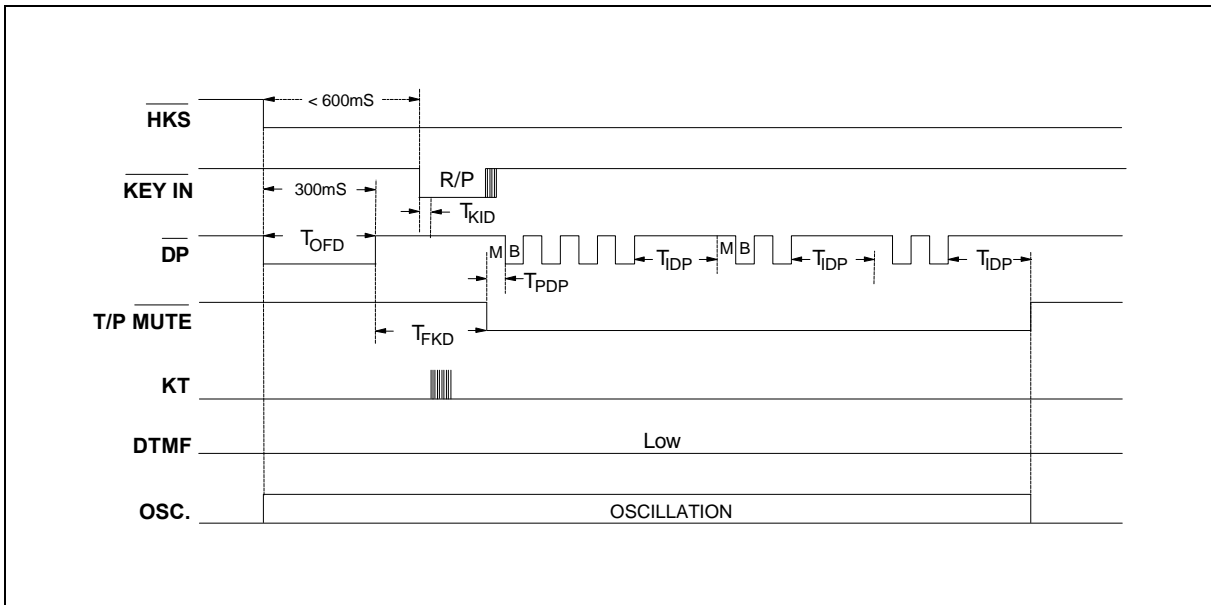 < 600mS
HKS
KEY IN
R/P
300mS
TKID
DP
TOFD
M B
TIDP
M B
TIDP
TIDP
TPDP
T/P MUTE
TFKD
KT
DTMF
Low
OSC.
OSCILLATION